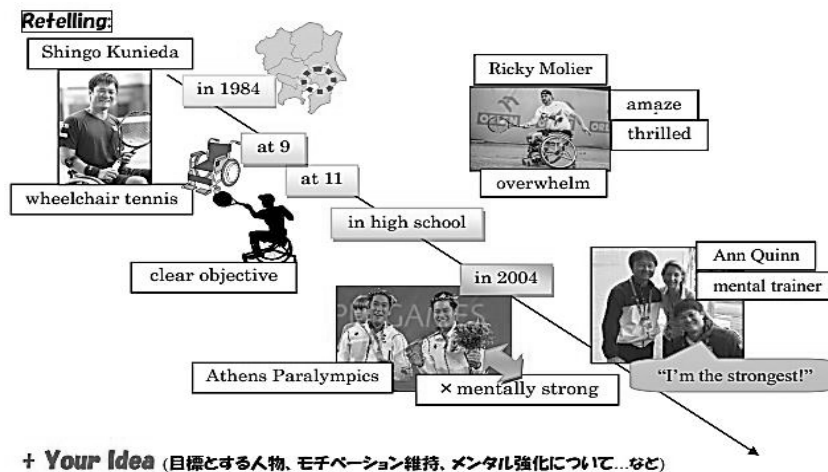 Retelling:
Shingo Kunieda
in 1984
wheelchair tennis
at 9
at 11
clear objective
in high school
Ricky Molier
amaze
thrilled
overwhelm
in 2004
Athens Paralympics
×mentally strong
Ann Quinn
mental trainer
“I’m the strongest!”
+ Your Idea (目標とする人物、モチベーション維持、メンタル強化について…など)